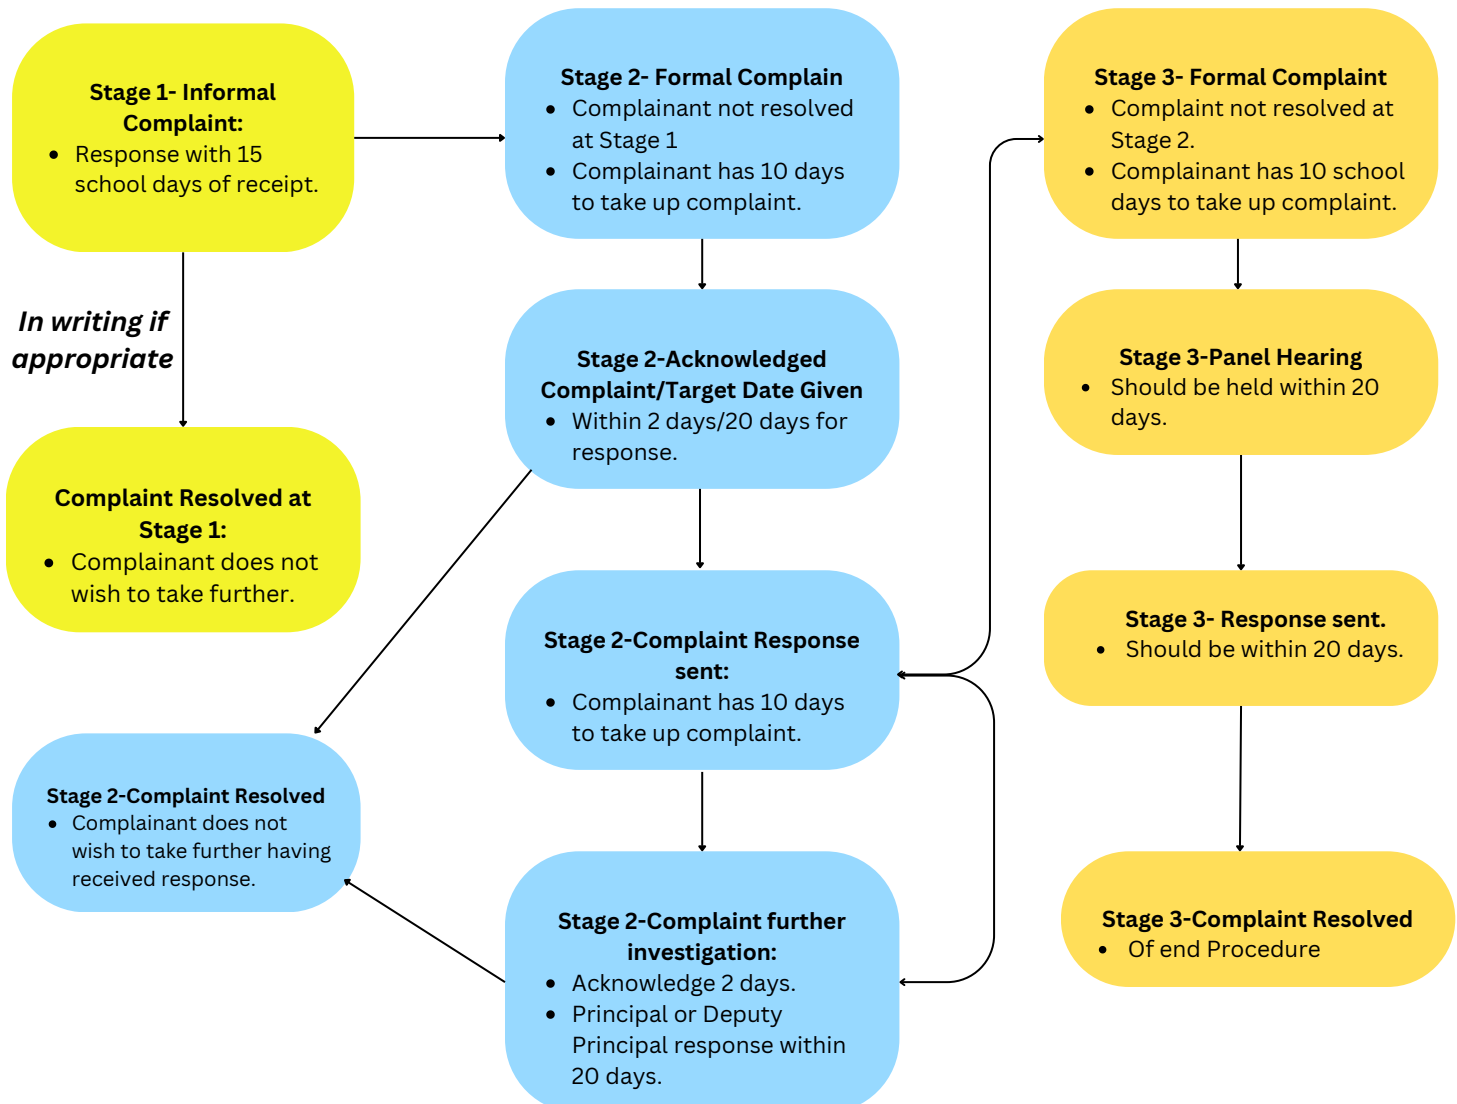 Stage 1- Informal
Complaint:
• Response with 15
school days of receipt.
In writing if
appropriate
Complaint Resolved at
Stage 1:
• Complainant does not
wish to take further.
Stage 2- Formal Complain
• Complainant not resolved
at Stage 1
• Complainant has 10 days
to take up complaint.
Stage 2-Acknowledged
Complaint/Target Date Given
• Within 2 days/20 days for
response.
Stage 2-Complaint Response
sent:
• Complainant has 10 days
to take up complaint.
Stage 2-Complaint Resolved
• Complainant does not
wish to take further having
received response.
Stage 2-Complaint further
investigation:
• Acknowledge 2 days.
• Principal or Deputy
Principal response within
20 days.
Stage 3- Formal Complaint
• Complaint not resolved at
Stage 2.
• Complainant has 10 school
days to take up complaint.
Stage 3-Panel Hearing
• Should be held within 20
days.
Stage 3- Response sent.
• Should be within 20 days.
Stage 3-Complaint Resolved
• Of end Procedure